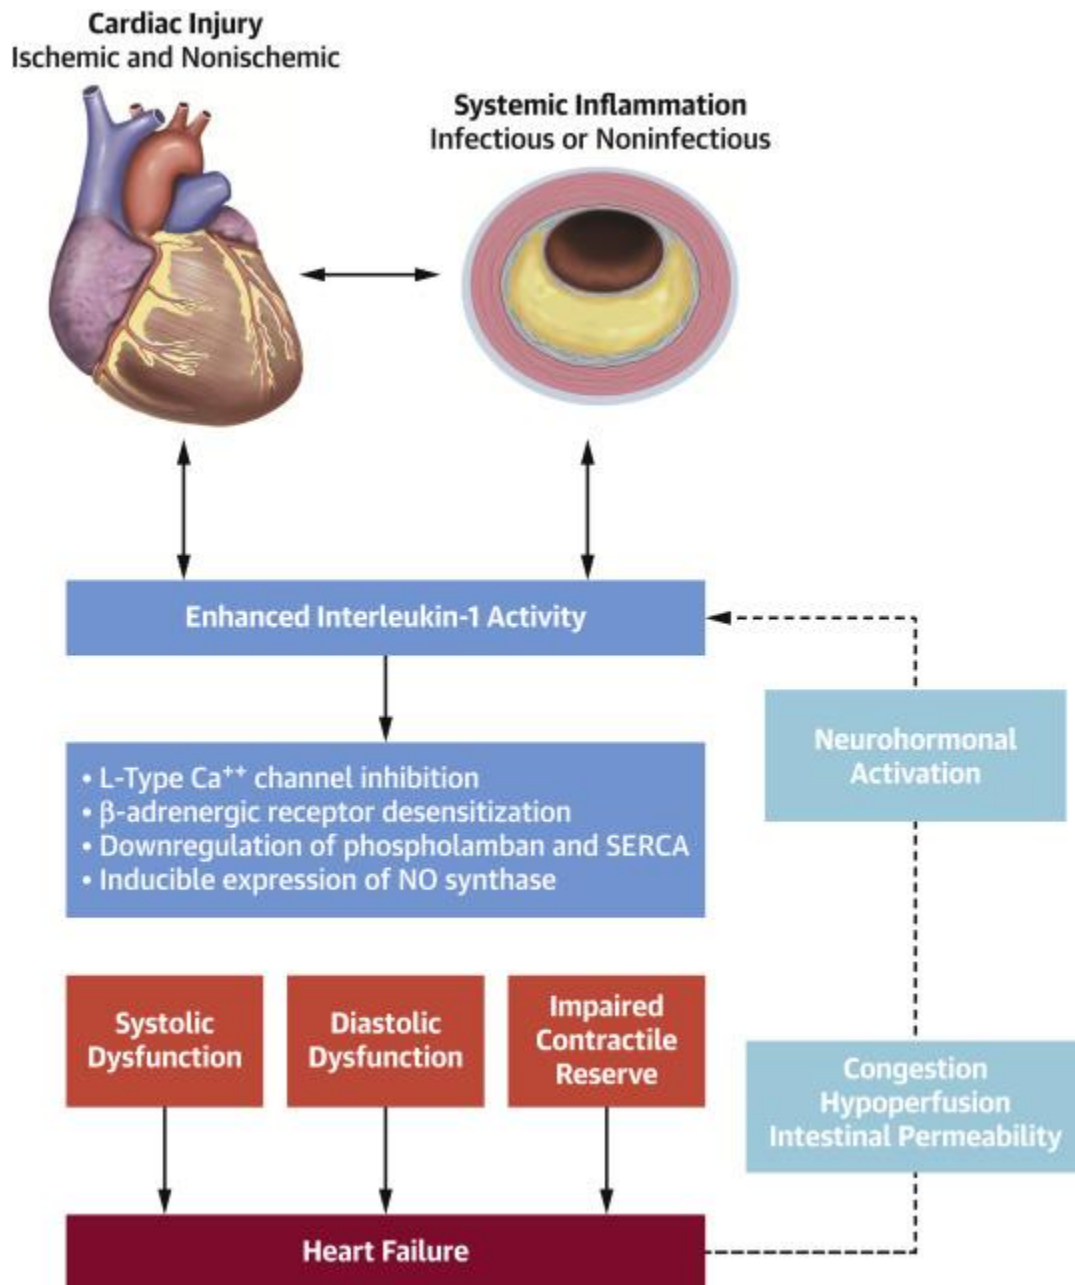 Cardiac Injury
Ischemic and Nonischemic
Systemic Inflammation
Infectious or Noninfectious
Enhanced Interleukin-1 Activity
• L-Type Ca⁺⁺ channel inhibition
• β-adrenergic receptor desensitization
• Downregulation of phospholamban and SERCA
• Inducible expression of NO synthase
Neurohormonal
Activation
Systolic
Dysfunction
Diastolic
Dysfunction
Impaired
Contractile
Reserve
Congestion
Hypoperfusion
Intestinal Permeability
Heart Failure